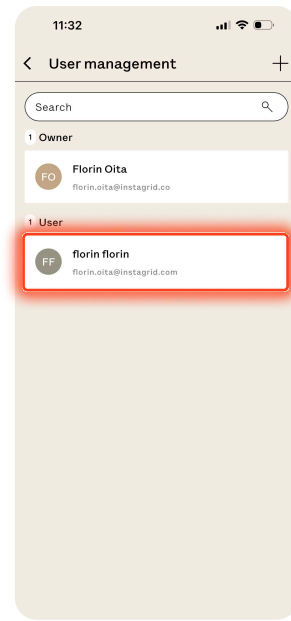 11:32
User management
Search
1 Owner
FO
Florin Oita
florin.oita@instagrid.co
1 User
FF
florin florin
florin.oita@instagrid.com